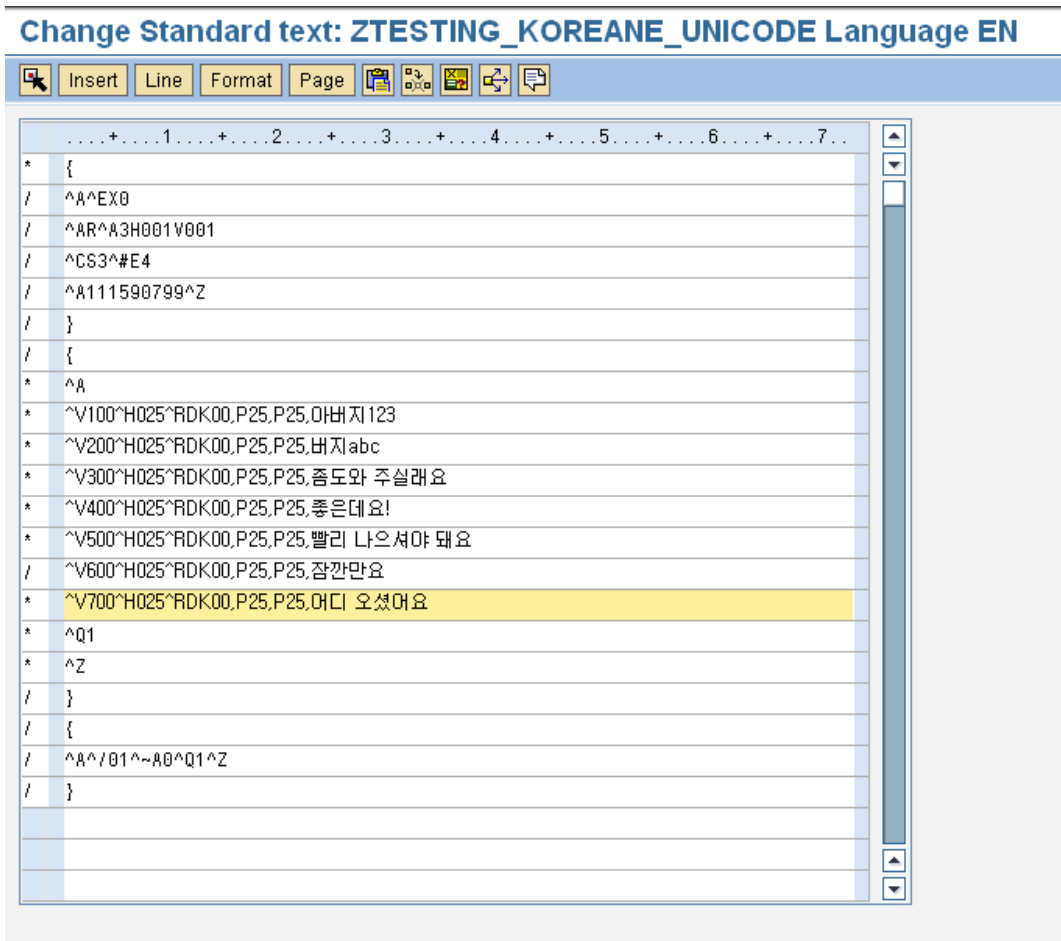 Change Standard text: ZTESTING_KOREANE_UNICODE Language EN
Insert Line Format Page
....+....1....+....2....+....3....+....4....+....5....+....6....+....7..
* {
/ ^A^EX0
/ ^AR^A3H001V001
/ ^CS3^#E4
/ ^A111590799^Z
/ }
/ {
* ^A
* ^V100^H025^RDK00,P25,P25,아버지123
* ^V200^H025^RDK00,P25,P25,버지abc
* ^V300^H025^RDK00,P25,P25,좀도와 주실래요
* ^V400^H025^RDK00,P25,P25,좋은데요!
* ^V500^H025^RDK00,P25,P25,빨리 나으셔야 돼요
/ ^V600^H025^RDK00,P25,P25,잠깐만요
* ^V700^H025^RDK00,P25,P25,어디 오셨어요
* ^Q1
* ^Z
/ }
/ {
/ ^A^/01^~A0^Q1^Z
/ }